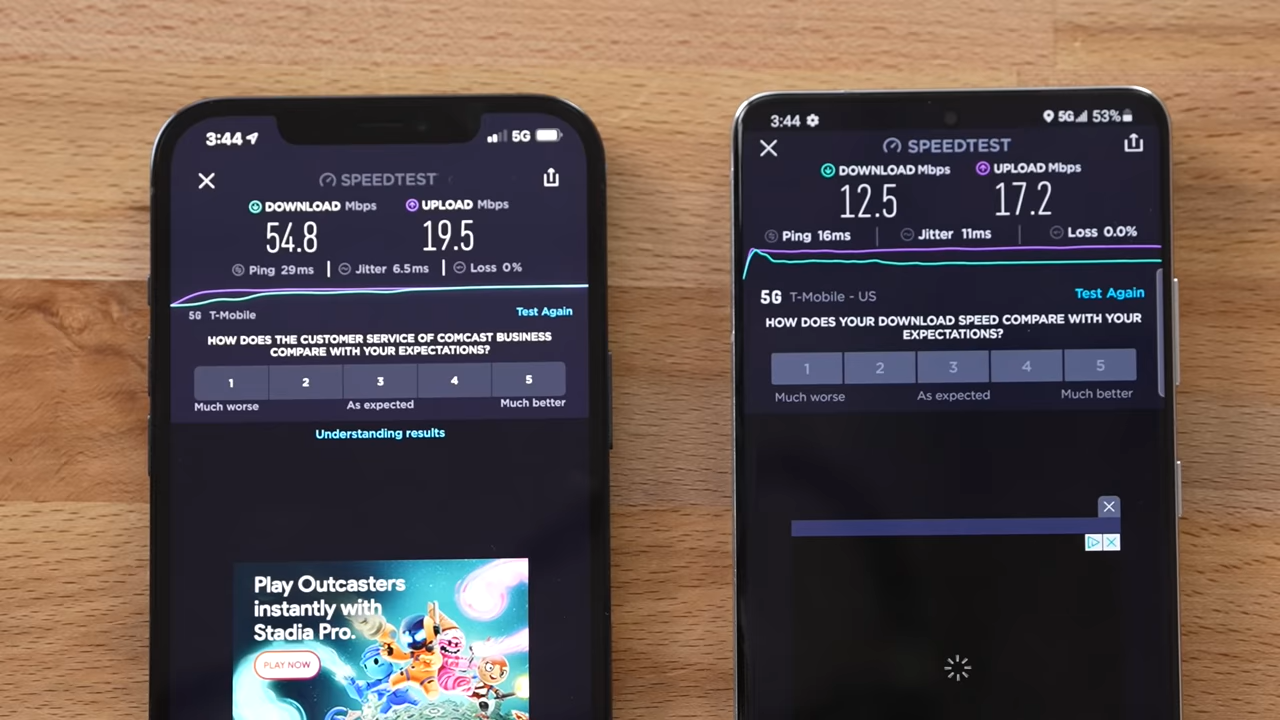 3:44
5G
SPEEDTEST
DOWNLOAD Mbps
UPLOAD Mbps
54.8
19.5
Ping 29ms
Jitter 6.5ms
Loss 0%
5G T-Mobile
Test Again
HOW DOES THE CUSTOMER SERVICE OF COMCAST BUSINESS
COMPARE WITH YOUR EXPECTATIONS?
1 2 3 4 5
Much worse As expected Much better
Understanding results
Play Outcasters
instantly with
Stadia Pro.
PLAY NOW
3:44
5G 53%
SPEEDTEST
DOWNLOAD Mbps
UPLOAD Mbps
12.5
17.2
Ping 16ms
Jitter 11ms
Loss 0.0%
5G T-Mobile - US
Test Again
HOW DOES YOUR DOWNLOAD SPEED COMPARE WITH YOUR
EXPECTATIONS?
1 2 3 4 5
Much worse As expected Much better